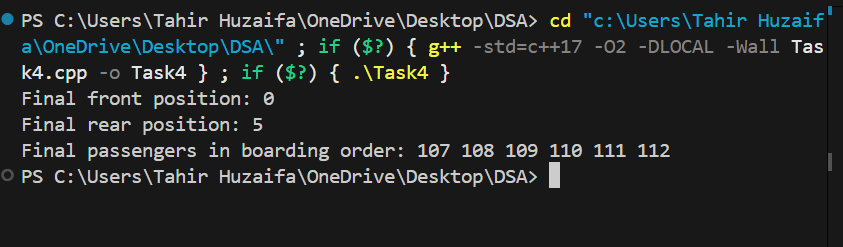 PS C:\Users\Tahir Huzaifa\OneDrive\Desktop\DSA> cd "c:\Users\Tahir Huzaif
a\OneDrive\Desktop\DSA\" ; if ($?) { g++ -std=c++17 -O2 -DLOCAL -Wall Tas
k4.cpp -o Task4 } ; if ($?) { .\Task4 }
Final front position: 0
Final rear position: 5
Final passengers in boarding order: 107 108 109 110 111 112
PS C:\Users\Tahir Huzaifa\OneDrive\Desktop\DSA>